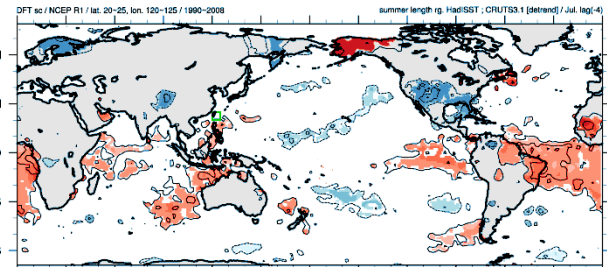 DFT sc / NCEP R1 / lat. 20-25, lon. 120-125 / 1990-2008
summer length rg. HadISST ; CRUTS3.1 [detrend] / Jul. lag(-4)